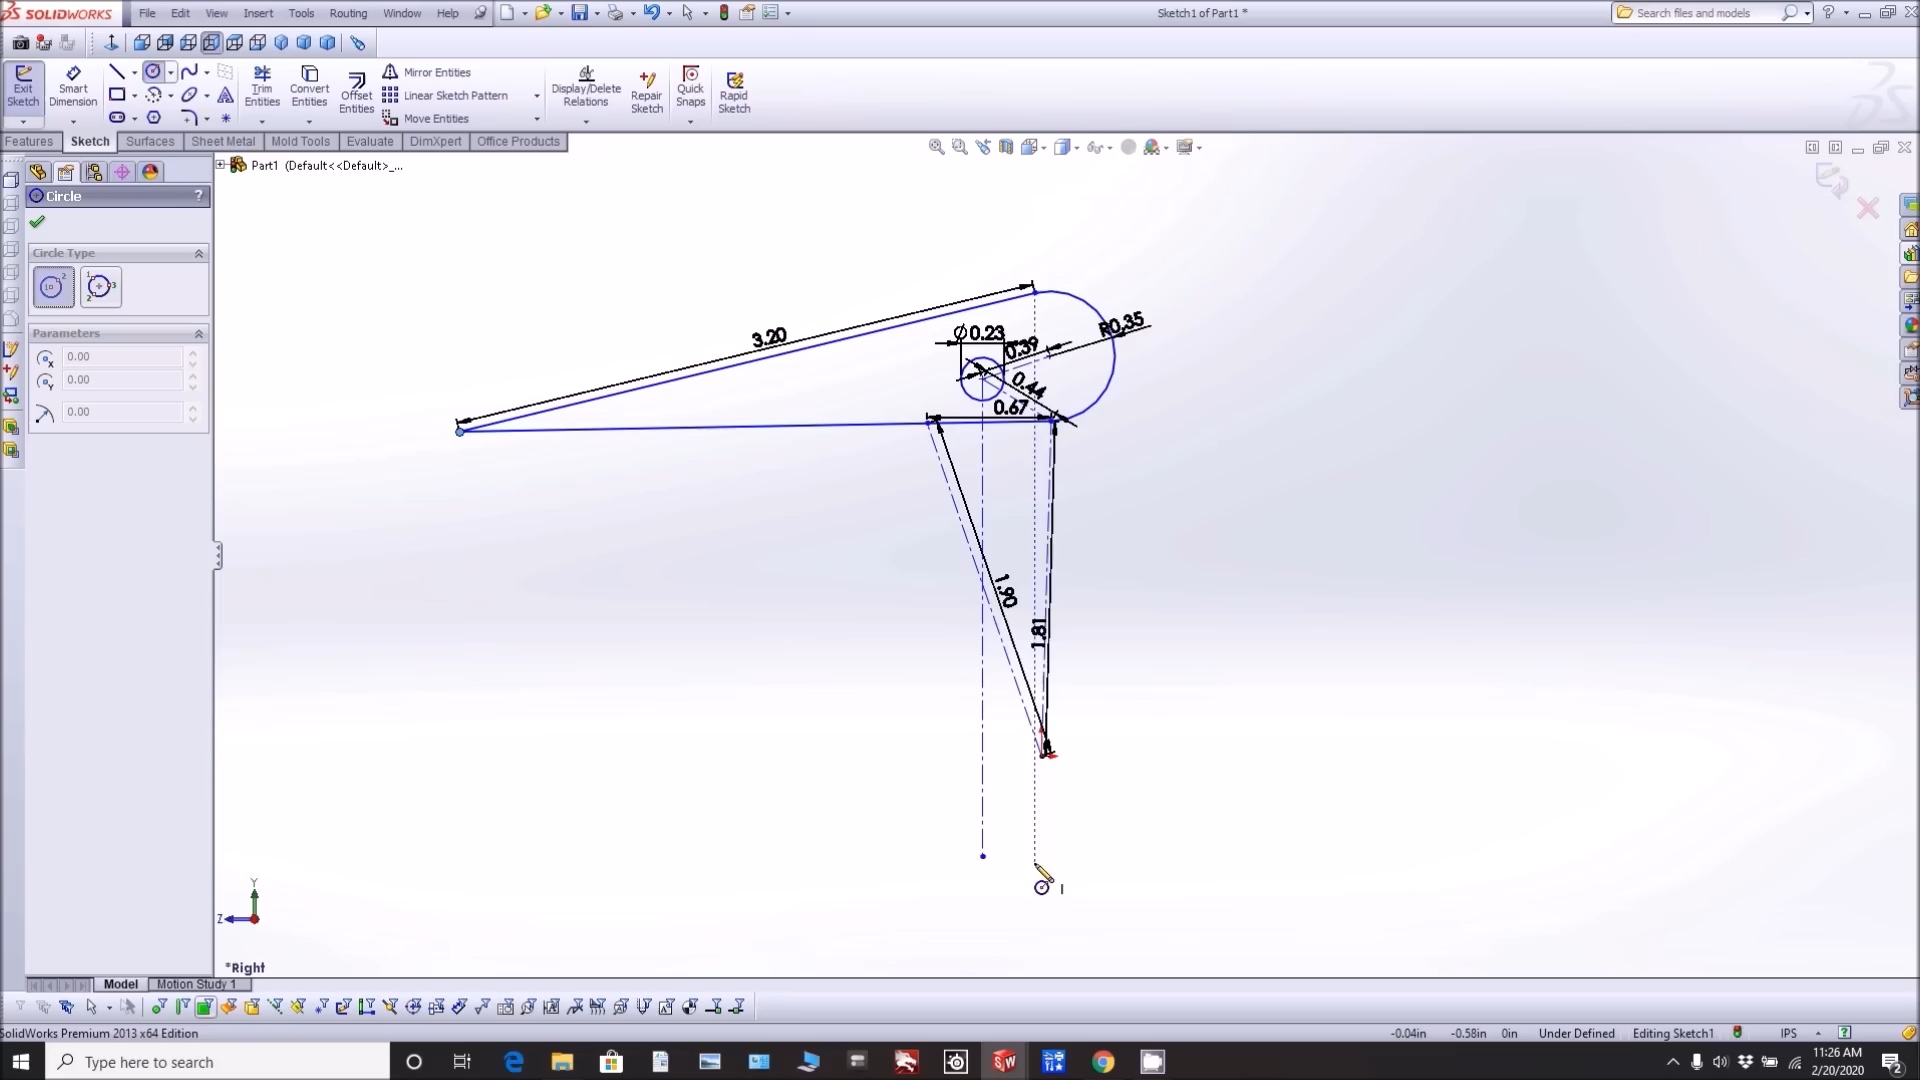 SOLIDWORKS File Edit View Insert Tools Routing Window Help Sketch1 of Part1 * Search files and models
Exit Sketch
Smart Dimension
Trim Entities
Convert Entities
Offset Entities
Mirror Entities
Linear Sketch Pattern
Move Entities
Display/Delete Relations
Repair Sketch
Quick Snaps
Rapid Sketch
Features Sketch Surfaces Sheet Metal Mold Tools Evaluate DimXpert Office Products
Part1 (Default<<Default>_...
Circle ?
Circle Type
Parameters
0.00
0.00
0.00
3.20
Ø0.23
0.39
R0.35
0.44
0.67
1.90
1.81
Y
Z
*Right
Model Motion Study 1
SolidWorks Premium 2013 x64 Edition -0.04in -0.58in 0in Under Defined Editing Sketch1 IPS
Type here to search
11:26 AM
2/20/2020
2